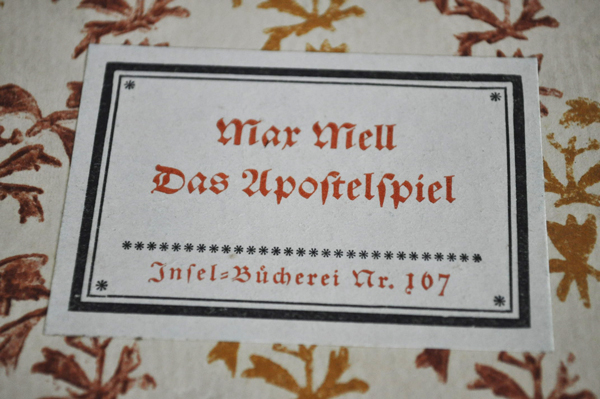 Max Mell
Das Apoſtelſpiel
Inſel-Bücherei Nr. 167